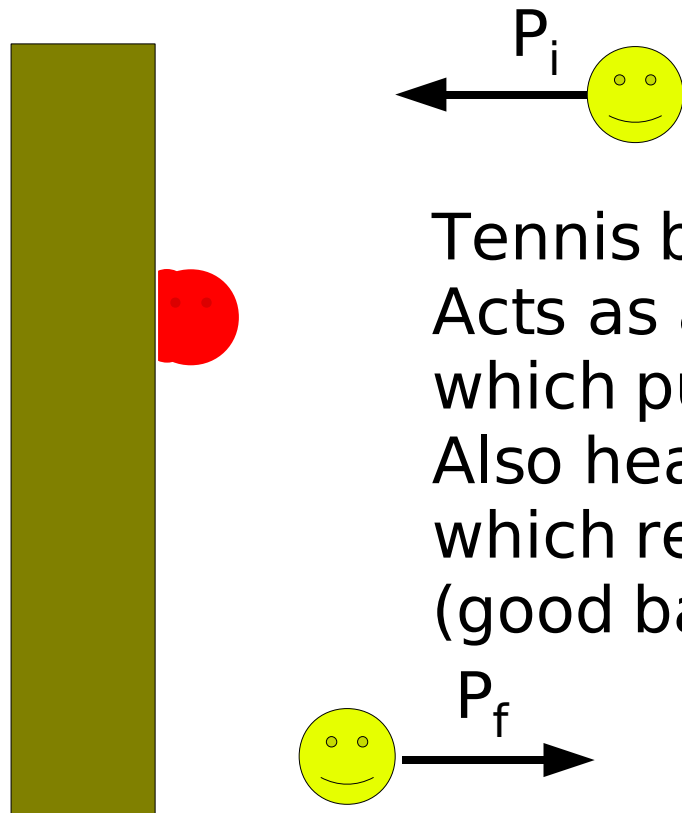 Pi
Tennis b
Acts as
which pu
Also hea
which re
(good ba
Pf